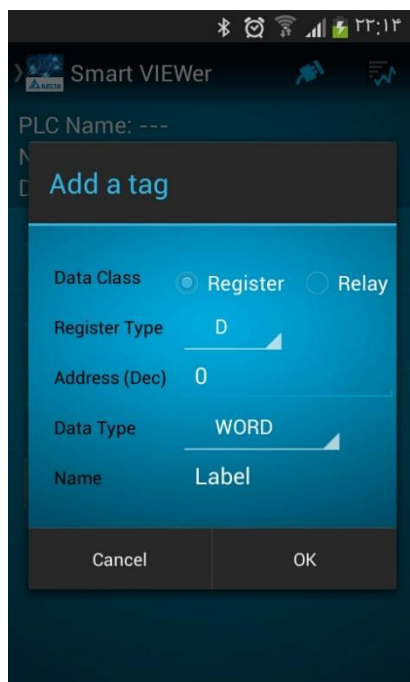 ۲۳:۱۴
Smart VIEWer
PLC Name: ---
N
D
Add a tag
Data Class Register Relay
Register Type D
Address (Dec) 0
Data Type WORD
Name Label
Cancel OK